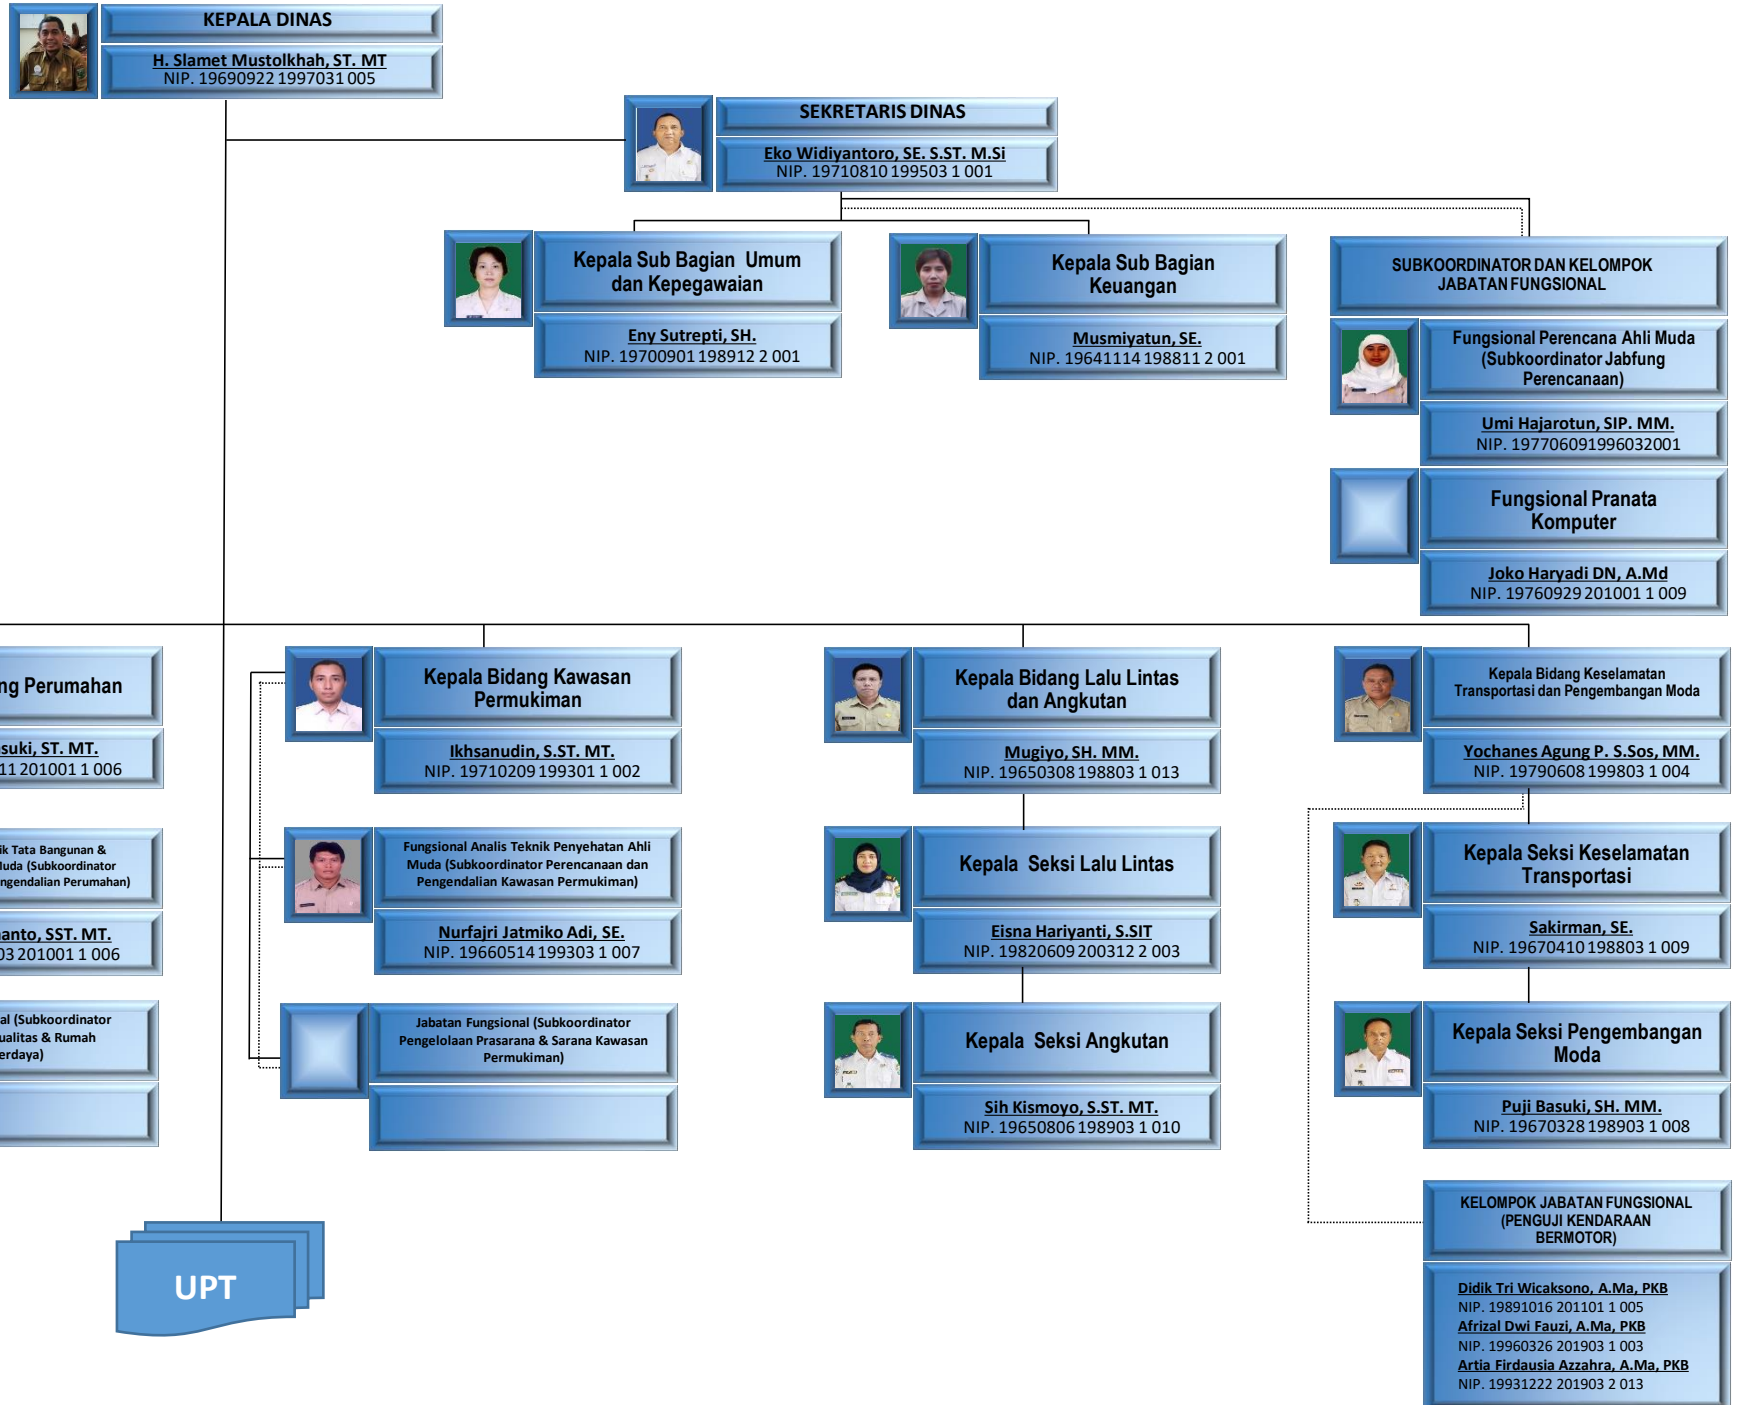 KEPALA DINAS
H. Slamet Mustolkhah, ST. MT
NIP. 19690922 1997031 005
SEKRETARIS DINAS
Eko Widiyantoro, SE. S.ST. M.Si
NIP. 19710810 199503 1 001
Kepala Sub Bagian Umum
dan Kepegawaian
Eny Sutrepti, SH.
NIP. 19700901 198912 2 001
Kepala Sub Bagian
Keuangan
Musmiyatun, SE.
NIP. 19641114 198811 2 001
SUBKOORDINATOR DAN KELOMPOK
JABATAN FUNGSIONAL
Fungsional Perencana Ahli Muda
(Subkoordinator Jabfung
Perencanaan)
Umi Hajarotun, SIP. MM.
NIP. 197706091996032001
Fungsional Pranata
Komputer
Joko Haryadi DN, A.Md
NIP. 19760929 201001 1 009
ng Perumahan
suki, ST. MT.
11 201001 1 006
ik Tata Bangunan &
Muda (Subkoordinator
engendalian Perumahan)
anto, SST. MT.
03 201001 1 006
al (Subkoordinator
ualitas & Rumah
erdaya)
Kepala Bidang Kawasan
Permukiman
Ikhsanudin, S.ST. MT.
NIP. 19710209 199301 1 002
Fungsional Analis Teknik Penyehatan Ahli
Muda (Subkoordinator Perencanaan dan
Pengendalian Kawasan Permukiman)
Nurfajri Jatmiko Adi, SE.
NIP. 19660514 199303 1 007
Jabatan Fungsional (Subkoordinator
Pengelolaan Prasarana & Sarana Kawasan
Permukiman)
Kepala Bidang Lalu Lintas
dan Angkutan
Mugiyo, SH. MM.
NIP. 19650308 198803 1 013
Kepala Seksi Lalu Lintas
Eisna Hariyanti, S.SIT
NIP. 19820609 200312 2 003
Kepala Seksi Angkutan
Sih Kismoyo, S.ST. MT.
NIP. 19650806 198903 1 010
Kepala Bidang Keselamatan
Transportasi dan Pengembangan Moda
Yochanes Agung P. S.Sos, MM.
NIP. 19790608 199803 1 004
Kepala Seksi Keselamatan
Transportasi
Sakirman, SE.
NIP. 19670410 198803 1 009
Kepala Seksi Pengembangan
Moda
Puji Basuki, SH. MM.
NIP. 19670328 198903 1 008
KELOMPOK JABATAN FUNGSIONAL
(PENGUJI KENDARAAN
BERMOTOR)
Didik Tri Wicaksono, A.Ma, PKB
NIP. 19891016 201101 1 005
Afrizal Dwi Fauzi, A.Ma, PKB
NIP. 19960326 201903 1 003
Artia Firdausia Azzahra, A.Ma, PKB
NIP. 19931222 201903 2 013
UPT